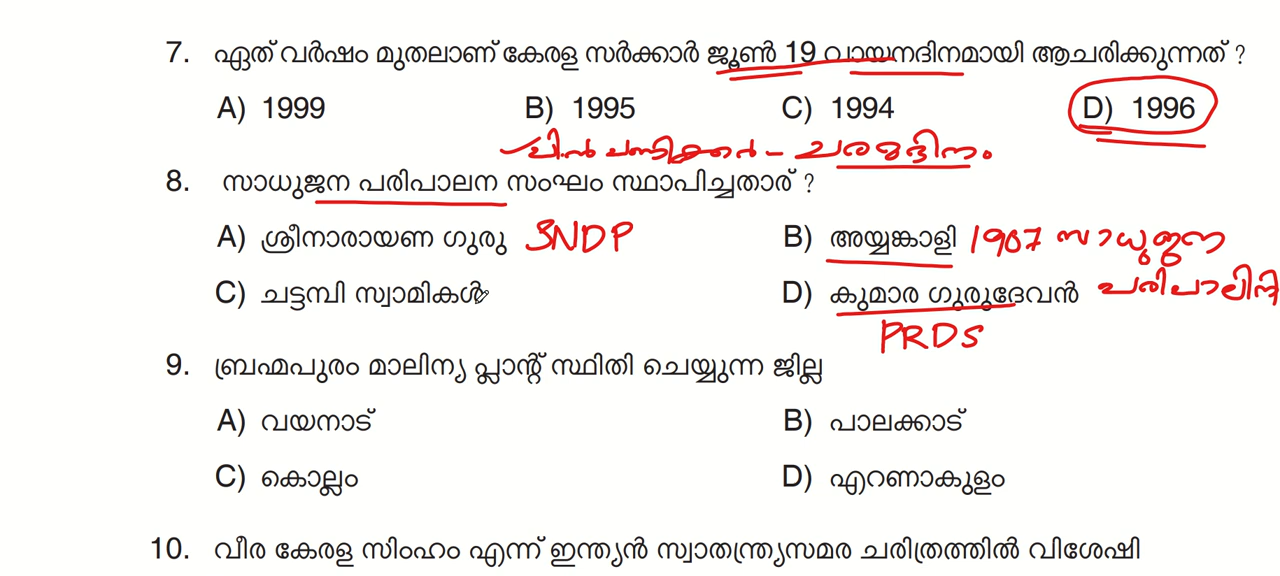 7. ഏത് വർഷം മുതലാണ് കേരള സർക്കാർ ജൂൺ 19 വായനദിനമായി ആചരിക്കുന്നത് ?
A) 1999 B) 1995 C) 1994 D) 1996
പി.എൻ പണിക്കർ - ചരമദിനം
8. സാധുജന പരിപാലന സംഘം സ്ഥാപിച്ചതാര് ?
A) ശ്രീനാരായണ ഗുരു SNDP B) അയ്യങ്കാളി 1907 സാധുജന
C) ചട്ടമ്പി സ്വാമികൾ D) കുമാര ഗുരുദേവൻ
PRDS
9. ബ്രഹ്മപുരം മാലിന്യ പ്ലാന്റ് സ്ഥിതി ചെയ്യുന്ന ജില്ല
A) വയനാട് B) പാലക്കാട്
C) കൊല്ലം D) എറണാകുളം
10. വീര കേരള സിംഹം എന്ന് ഇന്ത്യൻ സ്വാതന്ത്ര്യസമര ചരിത്രത്തിൽ വിശേഷി